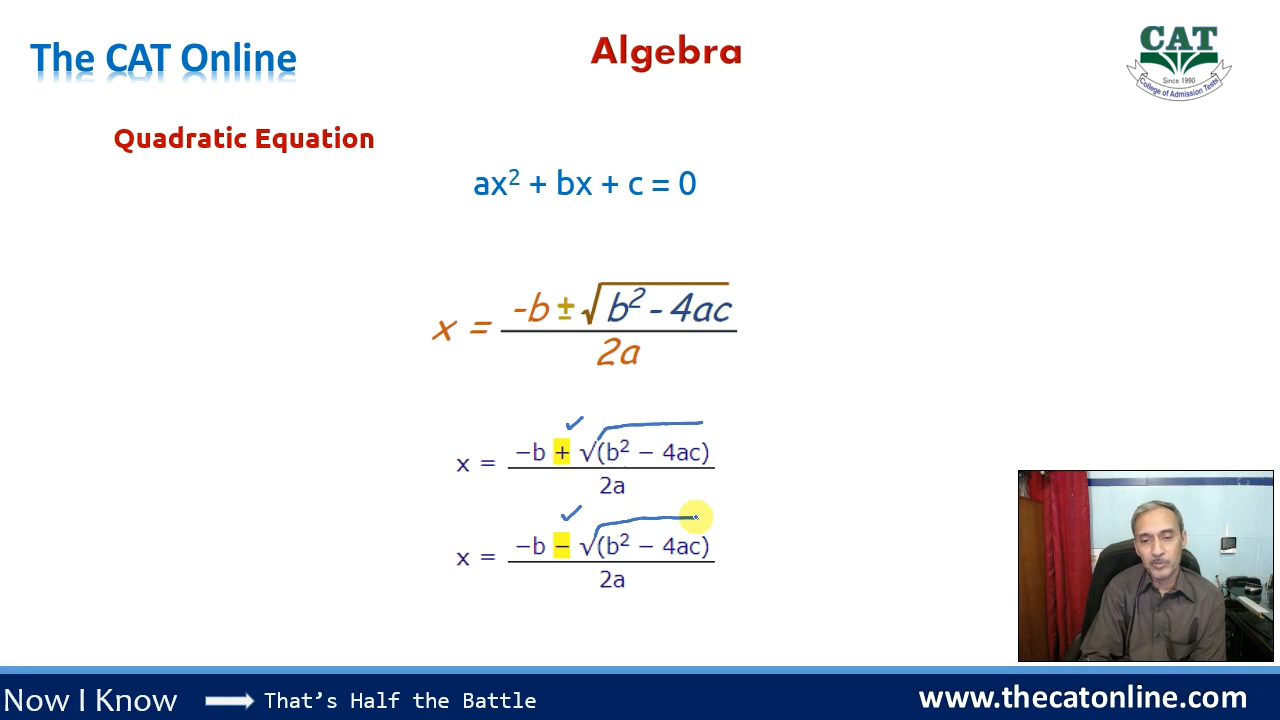 The CAT Online
Algebra
CAT
Since 1990
College of Admission Tests
Quadratic Equation
ax² + bx + c = 0
x = -b ± √b² - 4ac
2a
x = −b + √(b² − 4ac)
2a
x = −b − √(b² − 4ac)
2a
Now I Know
That's Half the Battle
www.thecatonline.com